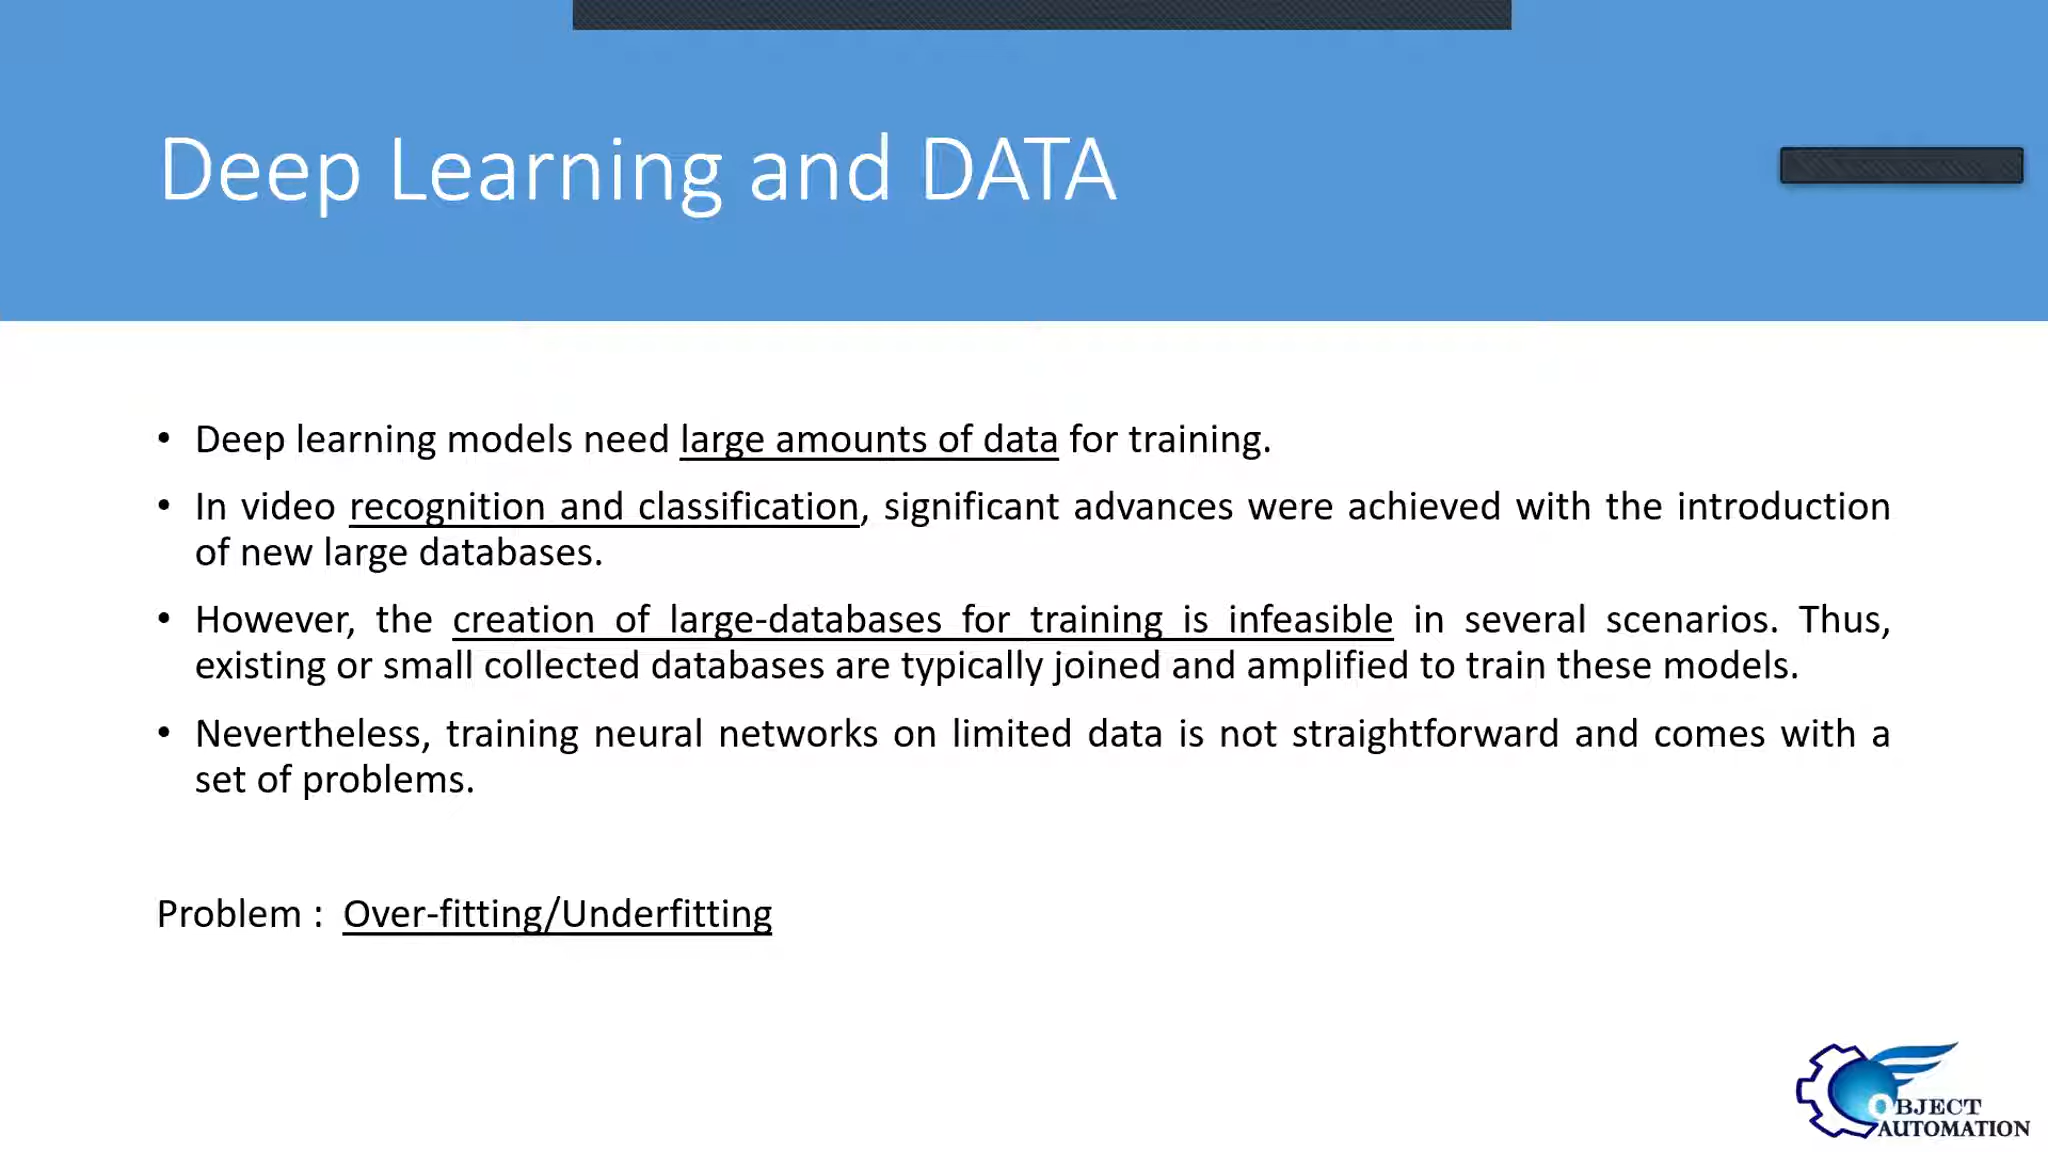 Deep Learning and DATA
• Deep learning models need large amounts of data for training.
• In video recognition and classification, significant advances were achieved with the introduction
of new large databases.
• However, the creation of large-databases for training is infeasible in several scenarios. Thus,
existing or small collected databases are typically joined and amplified to train these models.
• Nevertheless, training neural networks on limited data is not straightforward and comes with a
set of problems.
Problem : Over-fitting/Underfitting
OBJECT
AUTOMATION